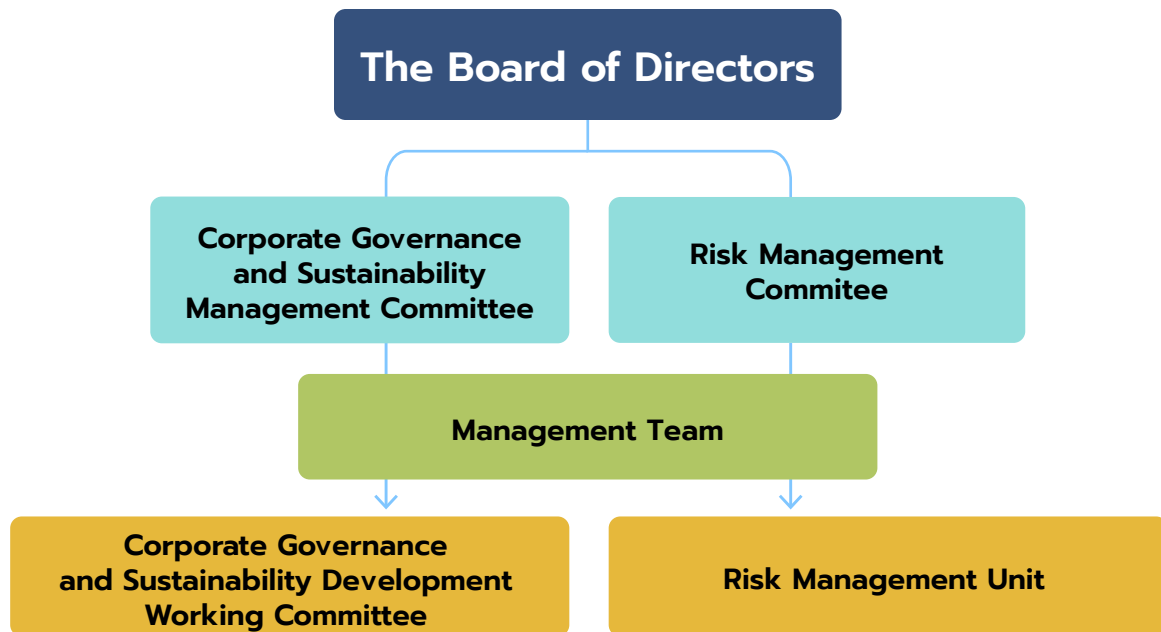 The Board of Directors
Corporate Governance
and Sustainability
Management Committee
Risk Management
Commitee
Management Team
Corporate Governance
and Sustainability Development
Working Committee
Risk Management Unit